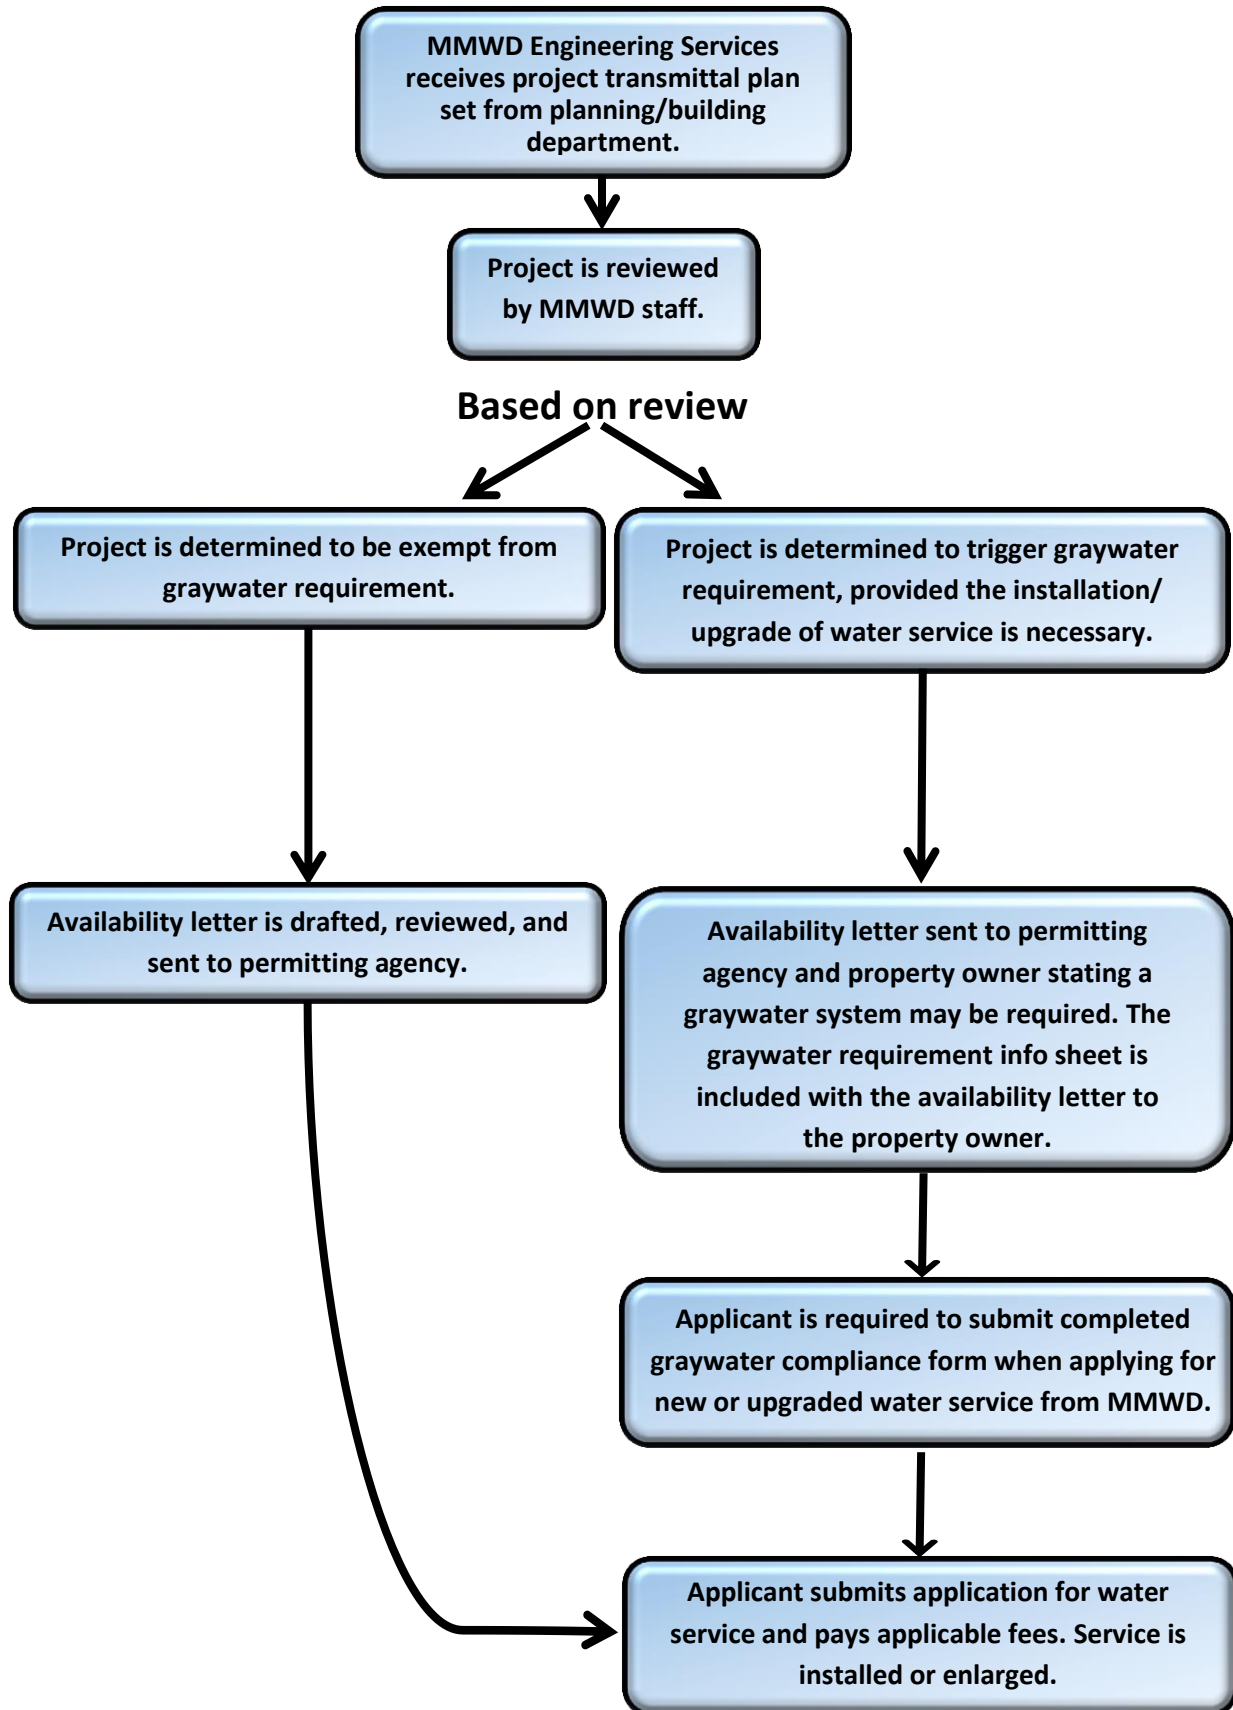 MMWD Engineering Services
receives project transmittal plan
set from planning/building
department.
Project is reviewed
by MMWD staff.
Based on review
Project is determined to be exempt from
graywater requirement.
Project is determined to trigger graywater
requirement, provided the installation/
upgrade of water service is necessary.
Availability letter is drafted, reviewed, and
sent to permitting agency.
Availability letter sent to permitting
agency and property owner stating a
graywater system may be required. The
graywater requirement info sheet is
included with the availability letter to
the property owner.
Applicant is required to submit completed
graywater compliance form when applying for
new or upgraded water service from MMWD.
Applicant submits application for water
service and pays applicable fees. Service is
installed or enlarged.